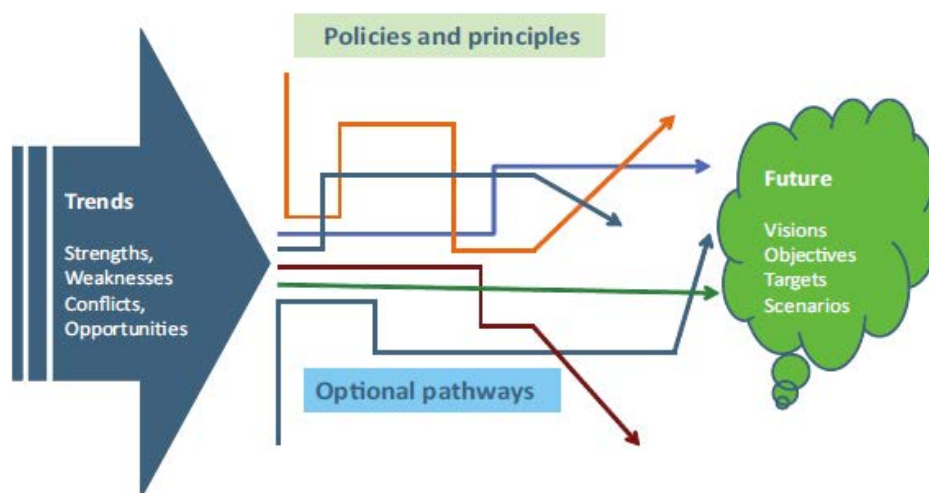 Policies and principles
Trends
Strengths,
Weaknesses
Conflicts,
Opportunities
Future
Visions
Objectives
Targets
Scenarios
Optional pathways